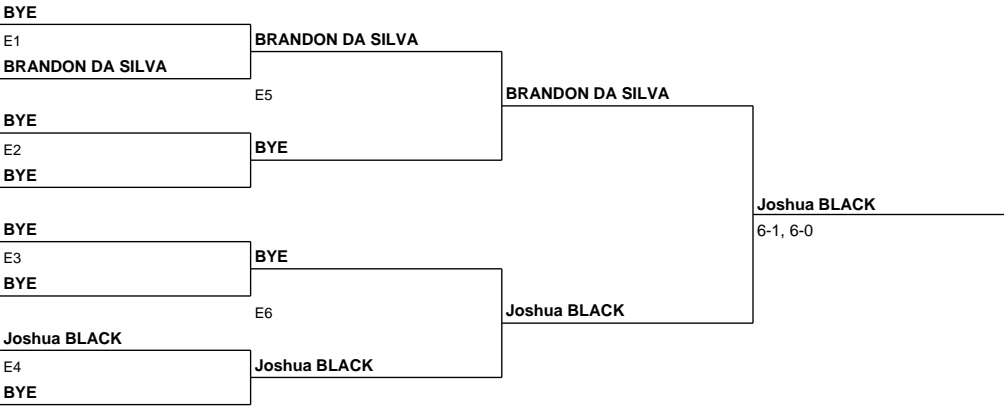 BYE
E1
BRANDON DA SILVA
BRANDON DA SILVA
E5
BRANDON DA SILVA
BYE
E2
BYE
BYE
Joshua BLACK
6-1, 6-0
BYE
E3
BYE
BYE
E6
Joshua BLACK
Joshua BLACK
E4
Joshua BLACK
BYE